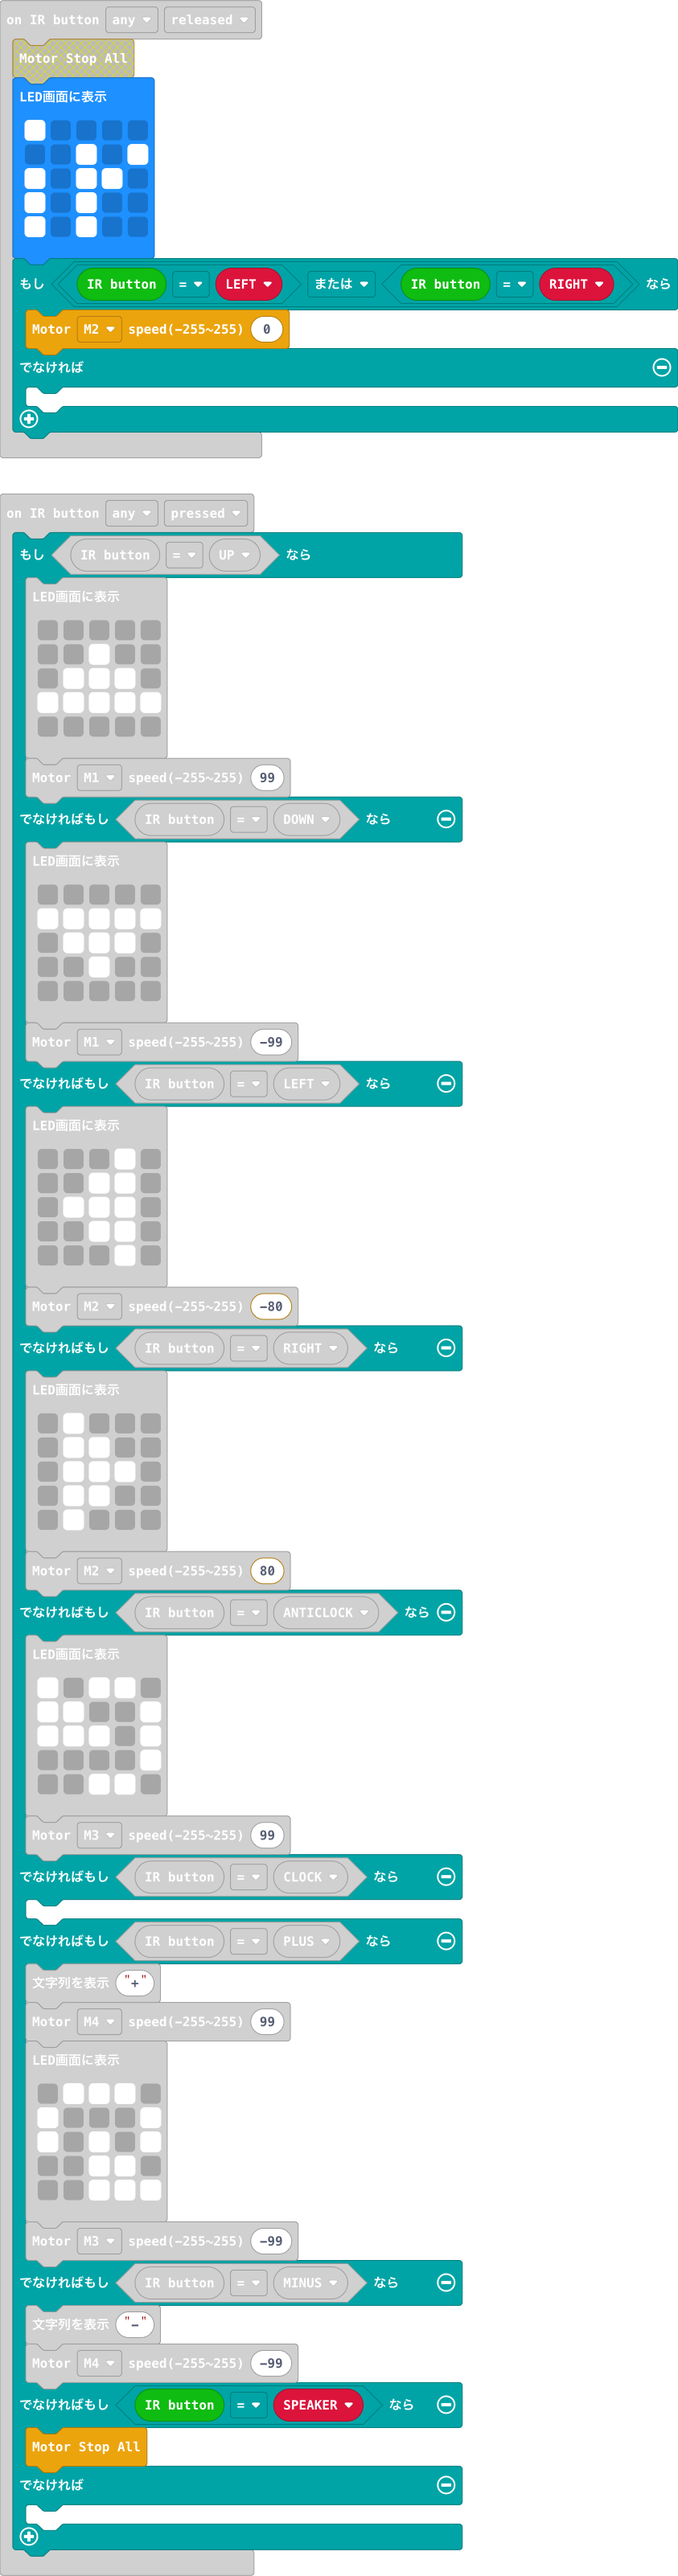 on IR button any released
Motor Stop All
LED画面に表示
もし IR button = LEFT または IR button = RIGHT なら
Motor M2 speed(-255~255) 0
でなければ
on IR button any pressed
もし IR button = UP なら
LED画面に表示
Motor M1 speed(-255~255) 99
でなければもし IR button = DOWN なら
LED画面に表示
Motor M1 speed(-255~255) -99
でなければもし IR button = LEFT なら
LED画面に表示
Motor M2 speed(-255~255) -80
でなければもし IR button = RIGHT なら
LED画面に表示
Motor M2 speed(-255~255) 80
でなければもし IR button = ANTICLOCK なら
LED画面に表示
Motor M3 speed(-255~255) 99
でなければもし IR button = CLOCK なら
でなければもし IR button = PLUS なら
文字列を表示 "+"
Motor M4 speed(-255~255) 99
LED画面に表示
Motor M3 speed(-255~255) -99
でなければもし IR button = MINUS なら
文字列を表示 "-"
Motor M4 speed(-255~255) -99
でなければもし IR button = SPEAKER なら
Motor Stop All
でなければ